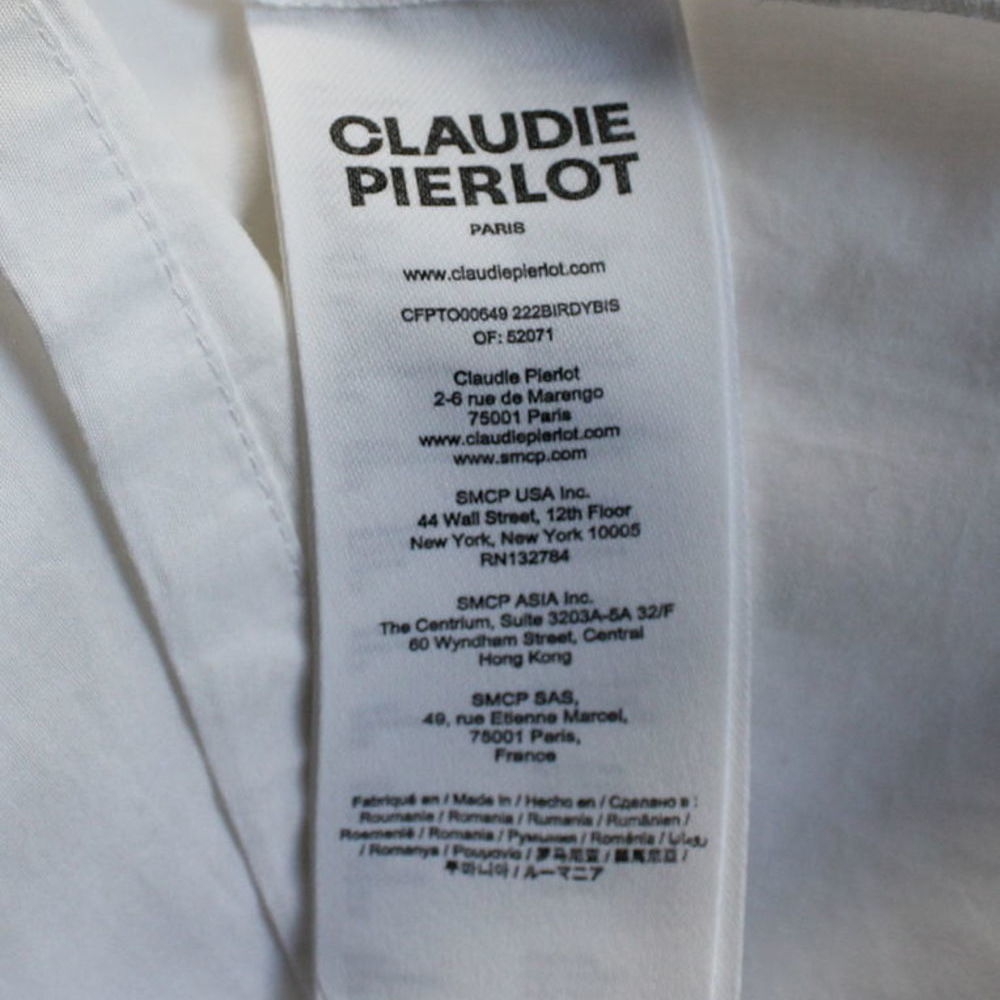 CLAUDIE
PIERLOT
PARIS
www.claudiepierlot.com
CFPTO00649 222BIRDYBIS
OF: 52071
Claudie Pierlot
2-6 rue de Marengo
75001 Paris
www.claudiepierlot.com
www.smcp.com
SMCP USA Inc.
44 Wall Street, 12th Floor
New York, New York 10005
RN132784
SMCP ASIA Inc.
The Centrium, Suite 3203A-5A 32/F
60 Wyndham Street, Central
Hong Kong
SMCP SAS,
49, rue Etienne Marcel,
75001 Paris,
France
Fabriqué en / Made in / Hecho en / Сделано в :
Roumanie / Romania / Rumania / Rumänien /
Roemenië / Romania / Румыния / Roménia / رومانيا
/ Romanya / Ρουμανία / 罗马尼亚 / 羅馬尼亞 /
루마니아 / ルーマニア